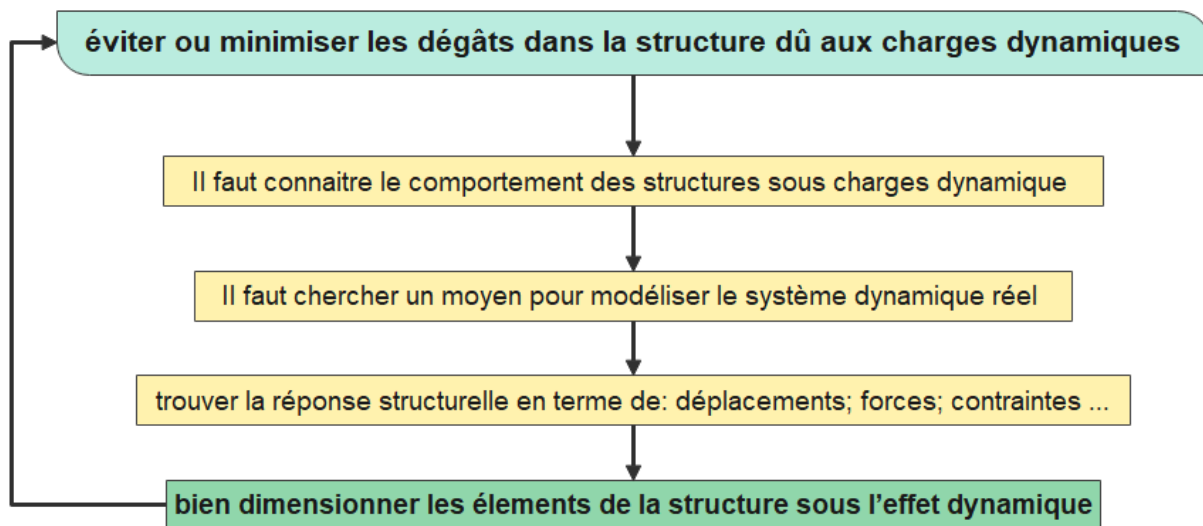 éviter ou minimiser les dégâts dans la structure dû aux charges dynamiques
Il faut connaitre le comportement des structures sous charges dynamique
Il faut chercher un moyen pour modéliser le système dynamique réel
trouver la réponse structurelle en terme de: déplacements; forces; contraintes ...
bien dimensionner les élements de la structure sous l'effet dynamique